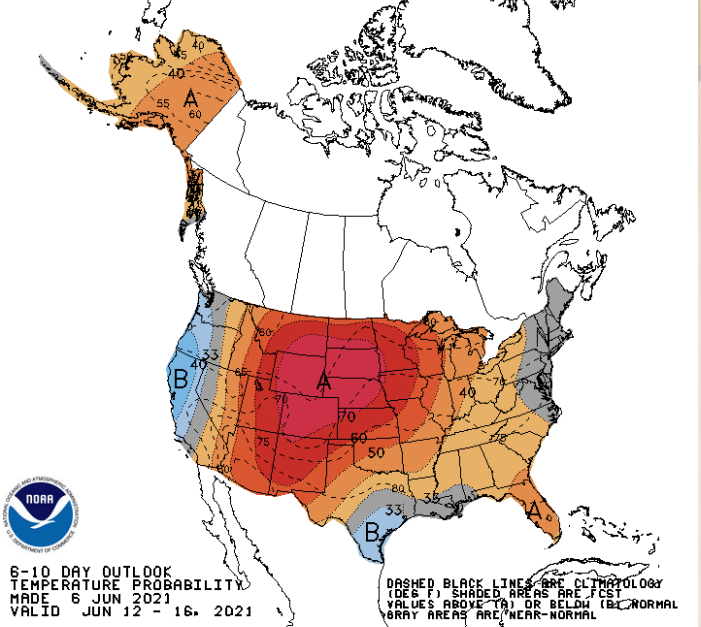 40
45
40
A
55
60
60
33
40
B
65
A
70
70
40
70
75
60
75
50
80
80
33
33
A
B
NOAA
NATIONAL OCEANIC AND ATMOSPHERIC ADMINISTRATION
U.S. DEPARTMENT OF COMMERCE
6-10 DAY OUTLOOK
TEMPERATURE PROBABILITY
MADE 6 JUN 2021
VALID JUN 12 - 16, 2021
DASHED BLACK LINES ARE CLIMATOLOGY
(DEG F) SHADED AREAS ARE FCST
VALUES ABOVE (A) OR BELOW (B) NORMAL
GRAY AREAS ARE NEAR-NORMAL